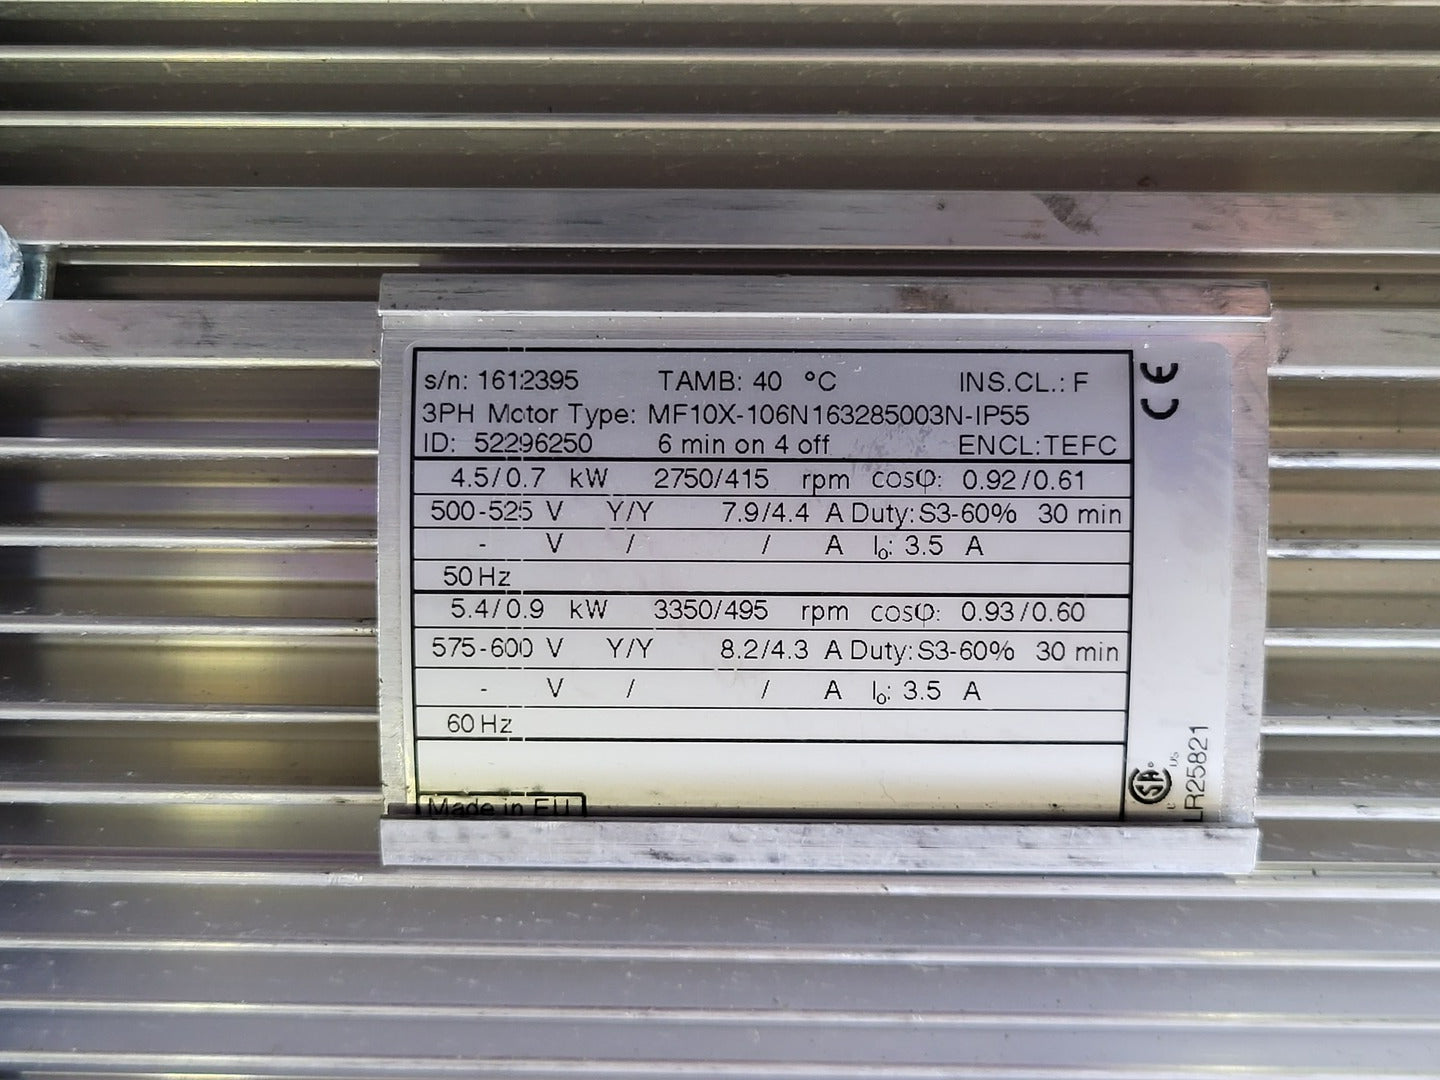 s/n: 1612395 TAMB: 40 °C INS.CL.: F
3PH Motor Type: MF10X-106N163285003N-IP55
ID: 52296250 6 min on 4 off ENCL:TEFC
4.5/0.7 kW 2750/415 rpm cosφ: 0.92/0.61
500-525 V Y/Y 7.9/4.4 A Duty:S3-60% 30 min
- V / / A I₀: 3.5 A
50 Hz
5.4/0.9 kW 3350/495 rpm cosφ: 0.93/0.60
575-600 V Y/Y 8.2/4.3 A Duty:S3-60% 30 min
- V / / A I₀: 3.5 A
60 Hz
Made in EU
CE
SA US
LR25821